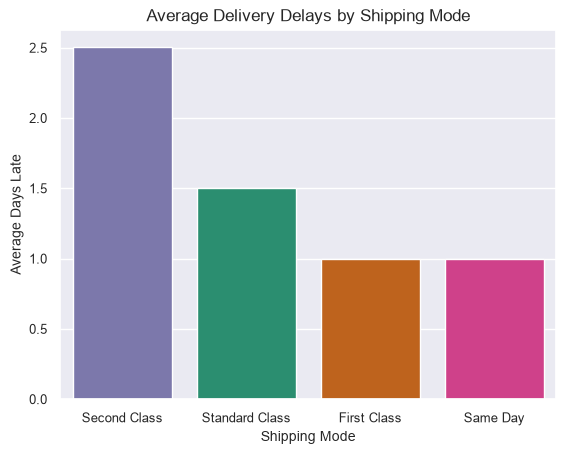 Average Delivery Delays by Shipping Mode
Average Days Late
2.5
2.0
1.5
1.0
0.5
0.0
Second Class
Standard Class
First Class
Same Day
Shipping Mode